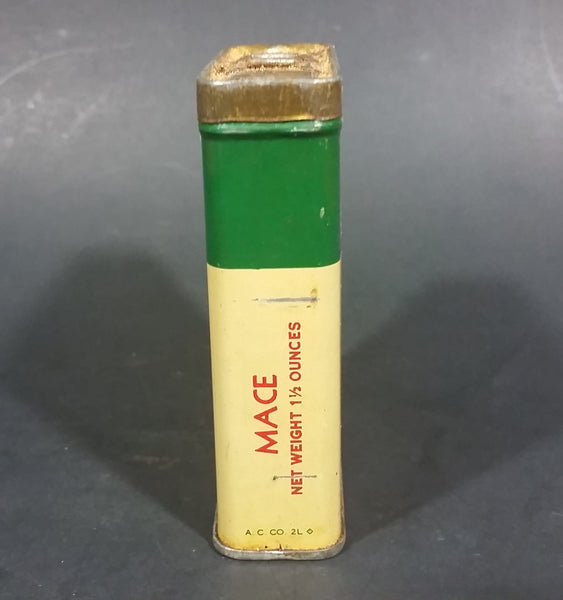 MACE
NET WEIGHT 1½ OUNCES
A. C. CO. 2L ◇